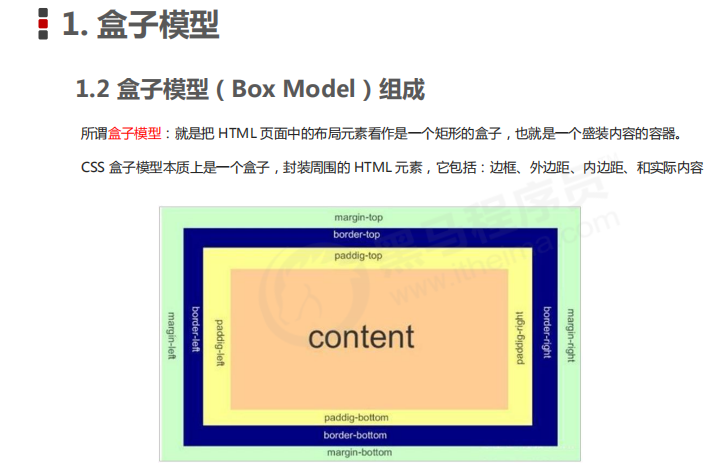 1. 盒子模型
1.2 盒子模型（Box Model）组成
所谓盒子模型：就是把 HTML 页面中的布局元素看作是一个矩形的盒子，也就是一个盛装内容的容器。
CSS 盒子模型本质上是一个盒子，封装周围的 HTML 元素，它包括：边框、外边距、内边距、和实际内容
margin-top
border-top
paddig-top
margin-left
border-left
paddig-left
content
paddig-right
border-right
margin-right
paddig-bottom
border-bottom
margin-bottom
黑马程序员
www.itheima.com